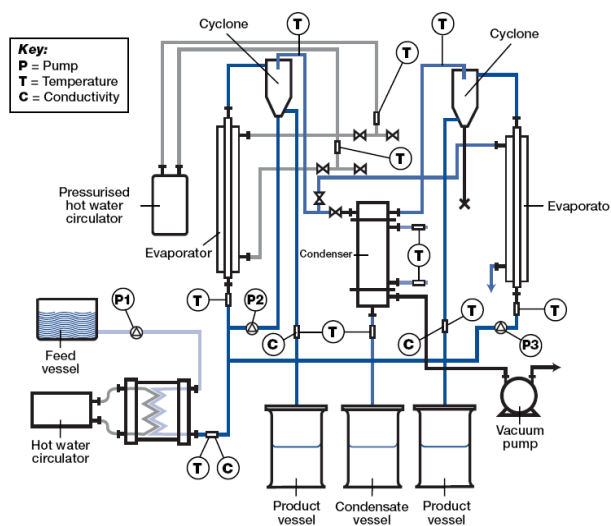 Key:
P = Pump
T = Temperature
C = Conductivity
Cyclone
T
T
Cyclone
T
T
Pressurised
hot water
circulator
Evaporator
Condenser
T
Evaporato
P1
T
P2
T
C
T
C
T
T
P3
Feed
vessel
Hot water
circulator
T
C
Vacuum
pump
Product
vessel
Condensate
vessel
Product
vessel